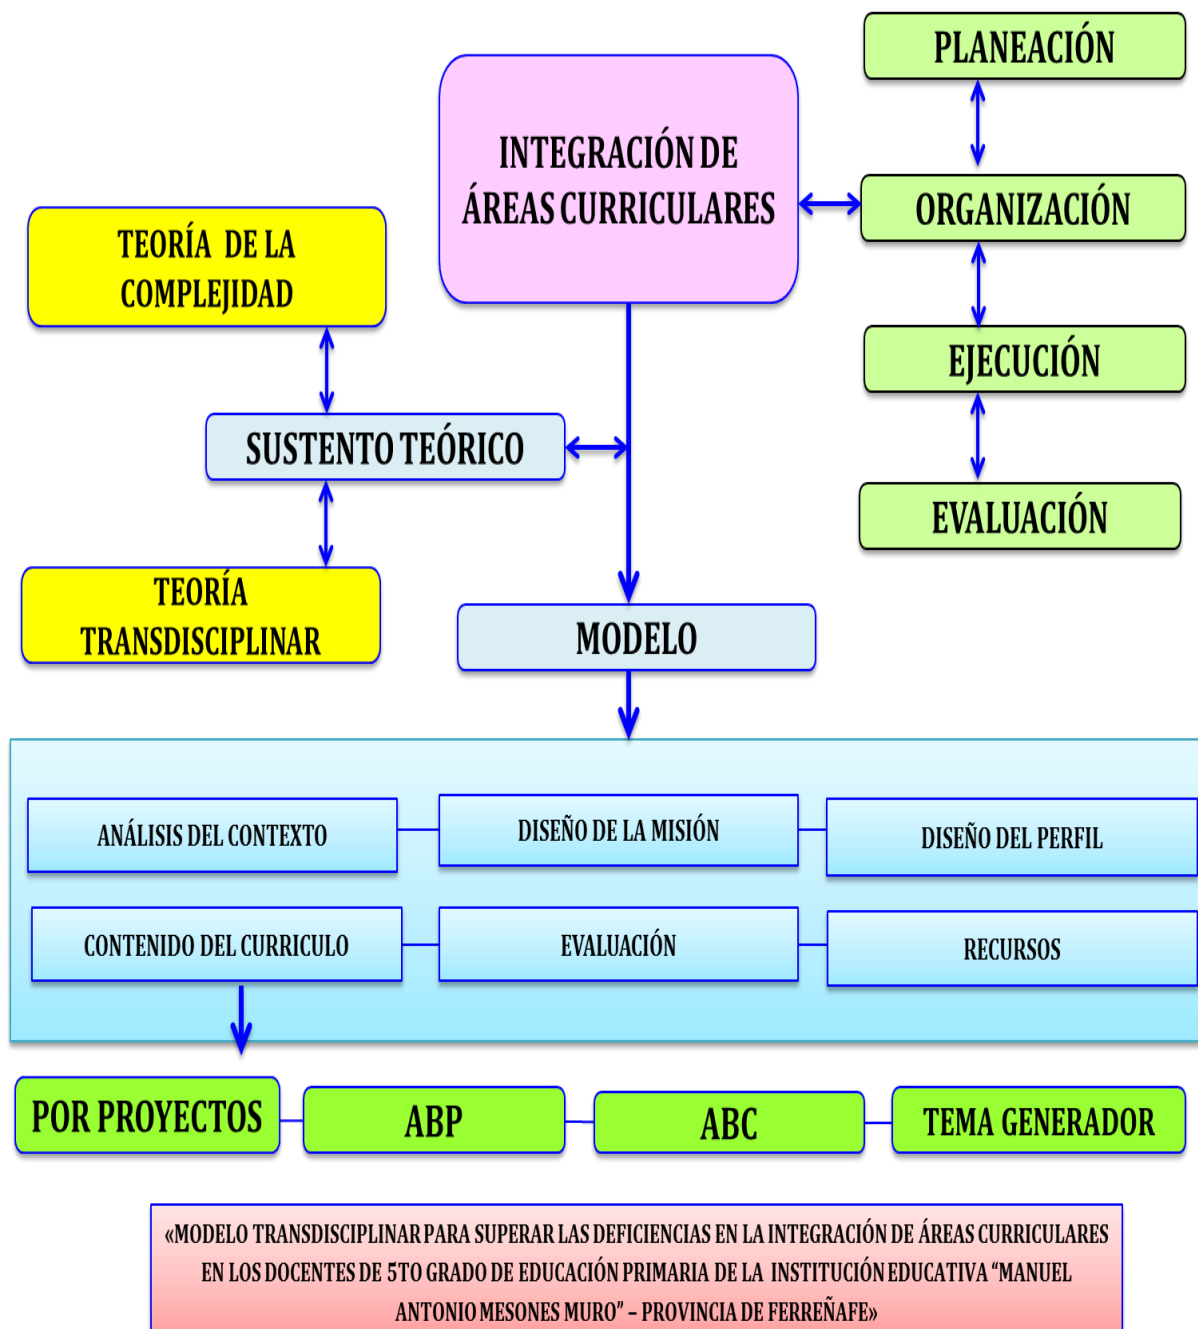 PLANEACIÓN
INTEGRACIÓN DE
ÁREAS CURRICULARES
ORGANIZACIÓN
TEORÍA DE LA
COMPLEJIDAD
EJECUCIÓN
SUSTENTO TEÓRICO
EVALUACIÓN
TEORÍA
TRANSDISCIPLINAR
MODELO
ANÁLISIS DEL CONTEXTO
DISEÑO DE LA MISIÓN
DISEÑO DEL PERFIL
CONTENIDO DEL CURRICULO
EVALUACIÓN
RECURSOS
POR PROYECTOS
ABP
ABC
TEMA GENERADOR
«MODELO TRANSDISCIPLINAR PARA SUPERAR LAS DEFICIENCIAS EN LA INTEGRACIÓN DE ÁREAS CURRICULARES
EN LOS DOCENTES DE 5TO GRADO DE EDUCACIÓN PRIMARIA DE LA INSTITUCIÓN EDUCATIVA “MANUEL
ANTONIO MESONES MURO” – PROVINCIA DE FERREÑAFE»